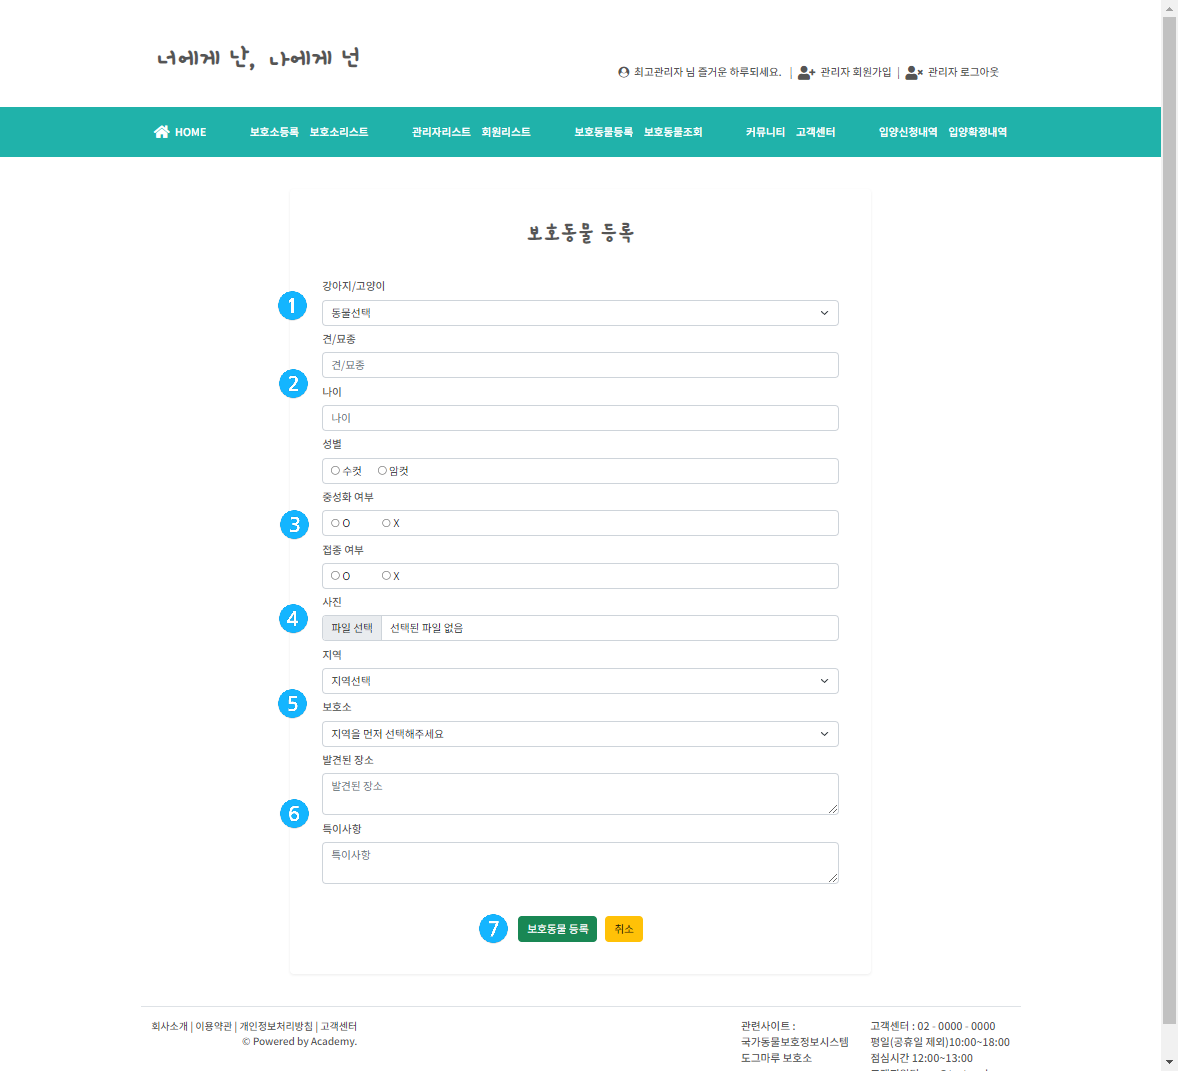 너에게 난, 나에게 넌
최고관리자 님 즐거운 하루되세요. | 관리자 회원가입 | 관리자 로그아웃
HOME 보호소등록 보호소리스트 관리자리스트 회원리스트 보호동물등록 보호동물조회 커뮤니티 고객센터 입양신청내역 입양확정내역
보호동물 등록
강아지/고양이
1
동물선택
견/묘종
견/묘종
2
나이
나이
성별
수컷 암컷
중성화 여부
3
O X
접종 여부
O X
사진
4
파일 선택 선택된 파일 없음
지역
지역선택
5
보호소
지역을 먼저 선택해주세요
발견된 장소
발견된 장소
6
특이사항
특이사항
7 보호동물 등록 취소
회사소개 | 이용약관 | 개인정보처리방침 | 고객센터
© Powered by Academy.
관련사이트 :
국가동물보호정보시스템
도그마루 보호소
고객센터 : 02 - 0000 - 0000
평일(공휴일 제외)10:00~18:00
점심시간 12:00~13:00